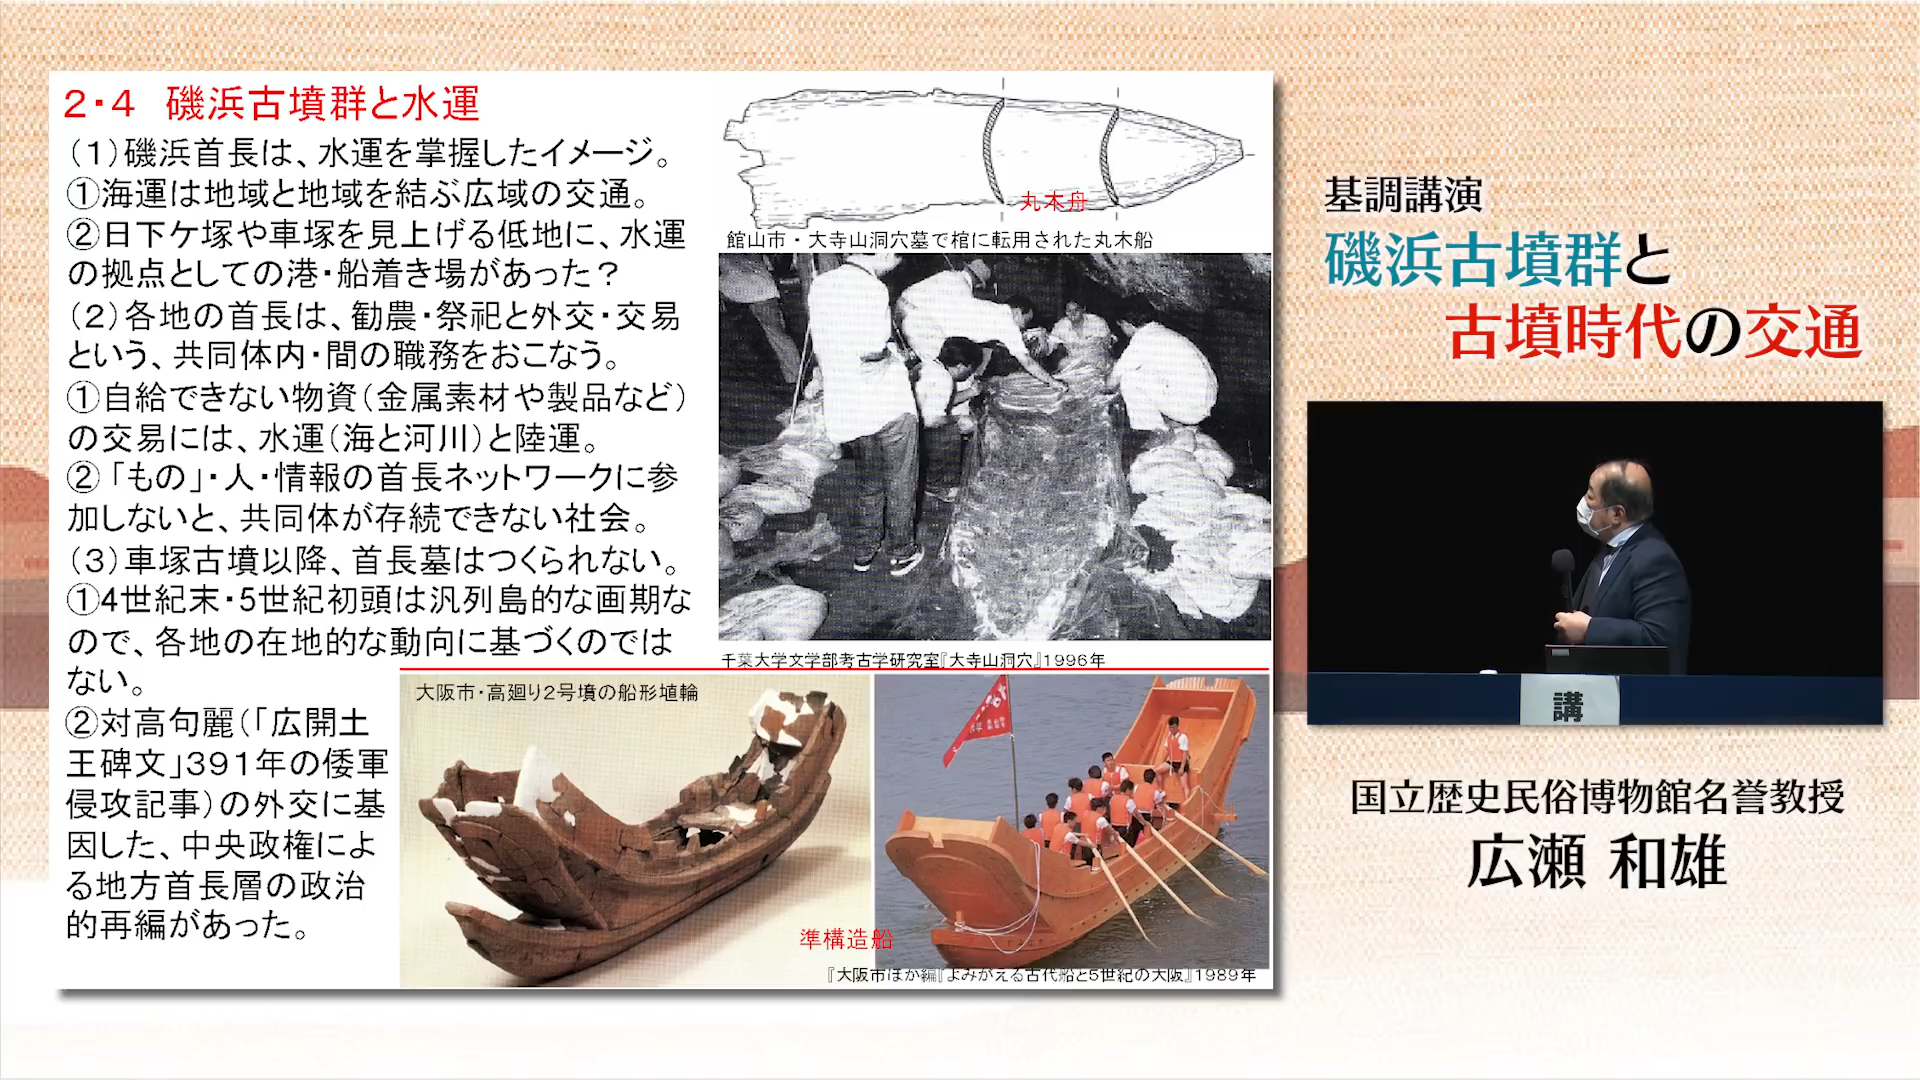 2・4 磯浜古墳群と水運
(1)磯浜首長は、水運を掌握したイメージ。
①海運は地域と地域を結ぶ広域の交通。
②日下ケ塚や車塚を見上げる低地に、水運
の拠点としての港・船着き場があった?
(2)各地の首長は、勧農・祭祀と外交・交易
という、共同体内・間の職務をおこなう。
①自給できない物資(金属素材や製品など)
の交易には、水運(海と河川)と陸運。
②「もの」・人・情報の首長ネットワークに参
加しないと、共同体が存続できない社会。
(3)車塚古墳以降、首長墓はつくられない。
①4世紀末・5世紀初頭は汎列島的な画期な
ので、各地の在地的な動向に基づくのでは
ない。
②対高句麗(「広開土
王碑文」391年の倭軍
侵攻記事)の外交に基
因した、中央政権によ
る地方首長層の政治
的再編があった。
丸木舟
館山市・大寺山洞穴墓で棺に転用された丸木船
千葉大学文学部考古学研究室『大寺山洞穴』1996年
大阪市・高廻り2号墳の船形埴輪
準構造船
『大阪市ほか編『よみがえる古代船と5世紀の大阪』1989年
基調講演
磯浜古墳群と
古墳時代の交通
講
国立歴史民俗博物館名誉教授
広瀬 和雄